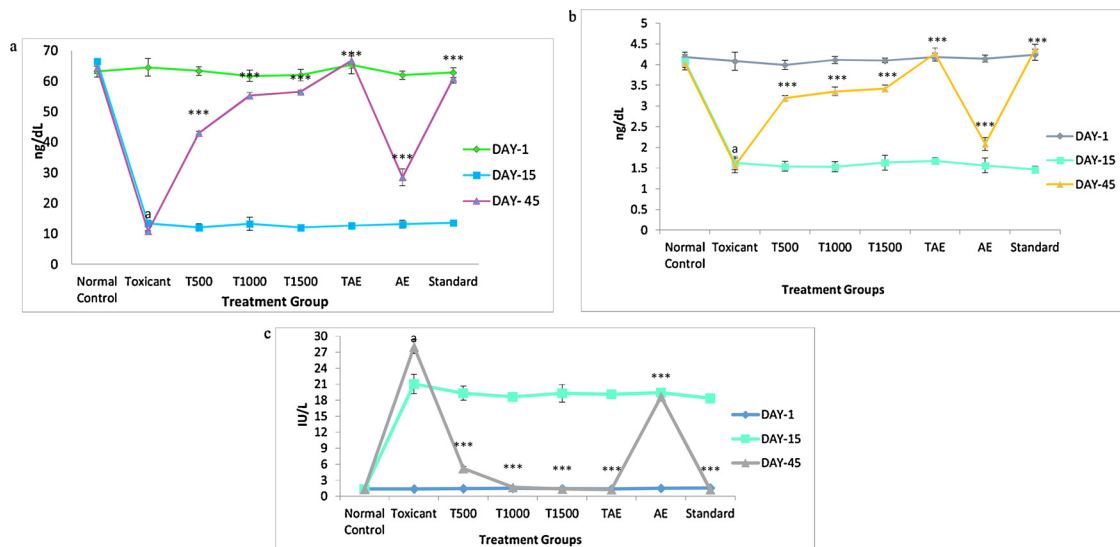 a
70
60
50
40
30
20
10
0
ng/dL
***
***
***
***
***
***
a
DAY-1
DAY-15
DAY- 45
Normal Control
Toxicant
T500
T1000
T1500
TAE
AE
Standard
Treatment Group
b
5
4.5
4
3.5
3
2.5
2
1.5
1
0.5
0
ng/dL
a
***
***
***
***
***
***
DAY-1
DAY-15
DAY-45
Normal Control
Toxicant
T500
T1000
T1500
TAE
AE
Standard
Treatment Groups
c
30
27
24
21
18
15
12
9
6
3
0
IU/L
a
***
***
***
***
***
***
DAY-1
DAY-15
DAY-45
Normal Control
Toxicant
T500
T1000
T1500
TAE
AE
Standard
Treatment Groups